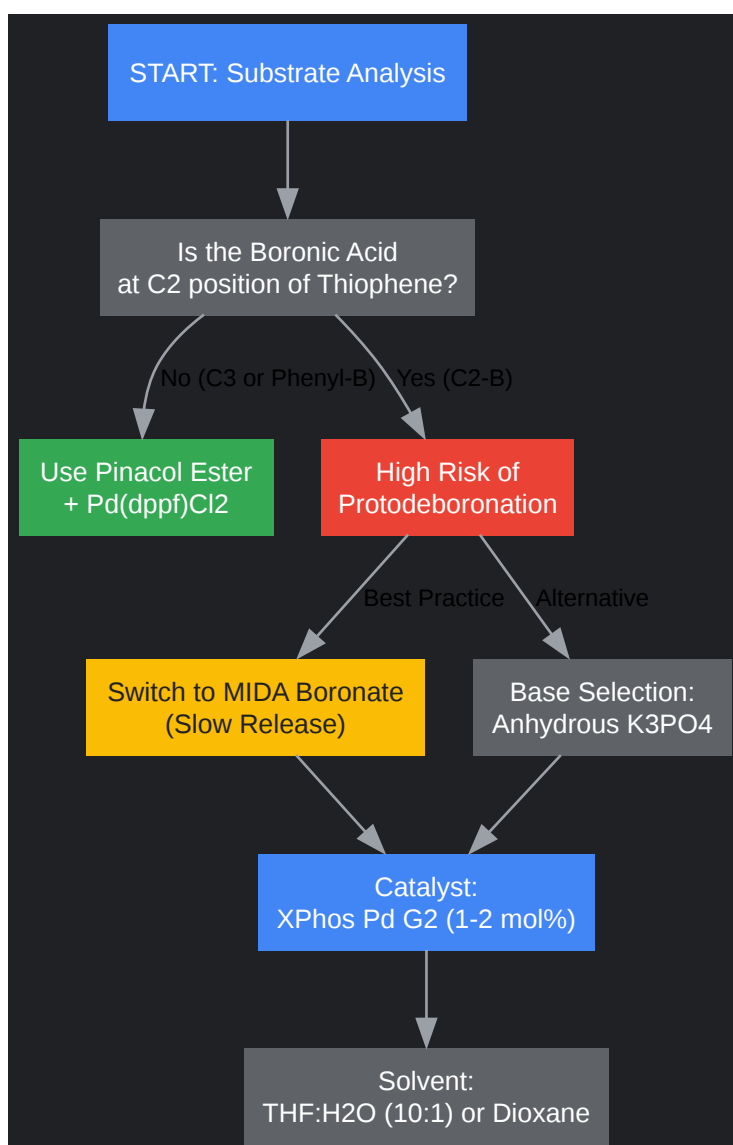 START: Substrate Analysis
Is the Boronic Acid
at C2 position of Thiophene?
No (C3 or Phenyl-B)
Yes (C2-B)
Use Pinacol Ester
+ Pd(dppf)Cl2
High Risk of
Protodeboronation
Best Practice
Alternative
Switch to MIDA Boronate
(Slow Release)
Base Selection:
Anhydrous K3PO4
Catalyst:
XPhos Pd G2 (1-2 mol%)
Solvent:
THF:H2O (10:1) or Dioxane